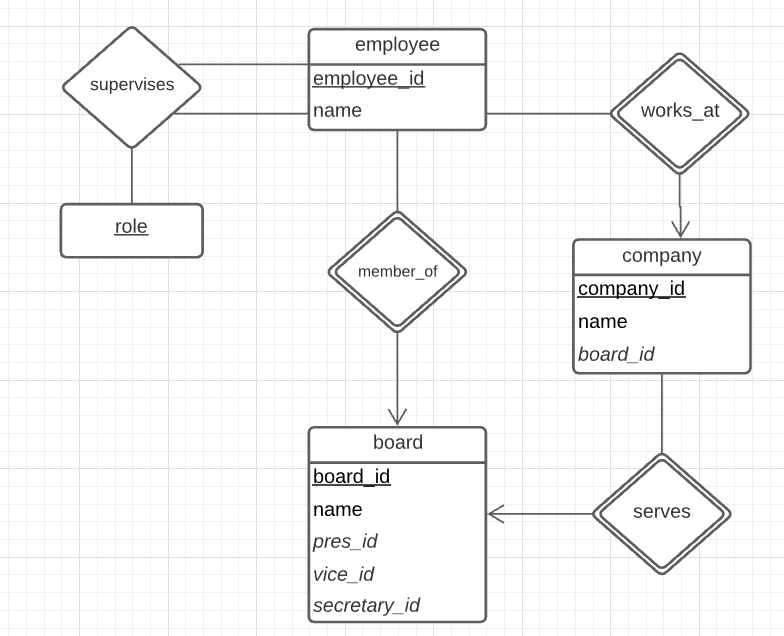 employee
employee_id
name
supervises
role
works_at
member_of
company
company_id
name
board_id
board
board_id
name
pres_id
vice_id
secretary_id
serves